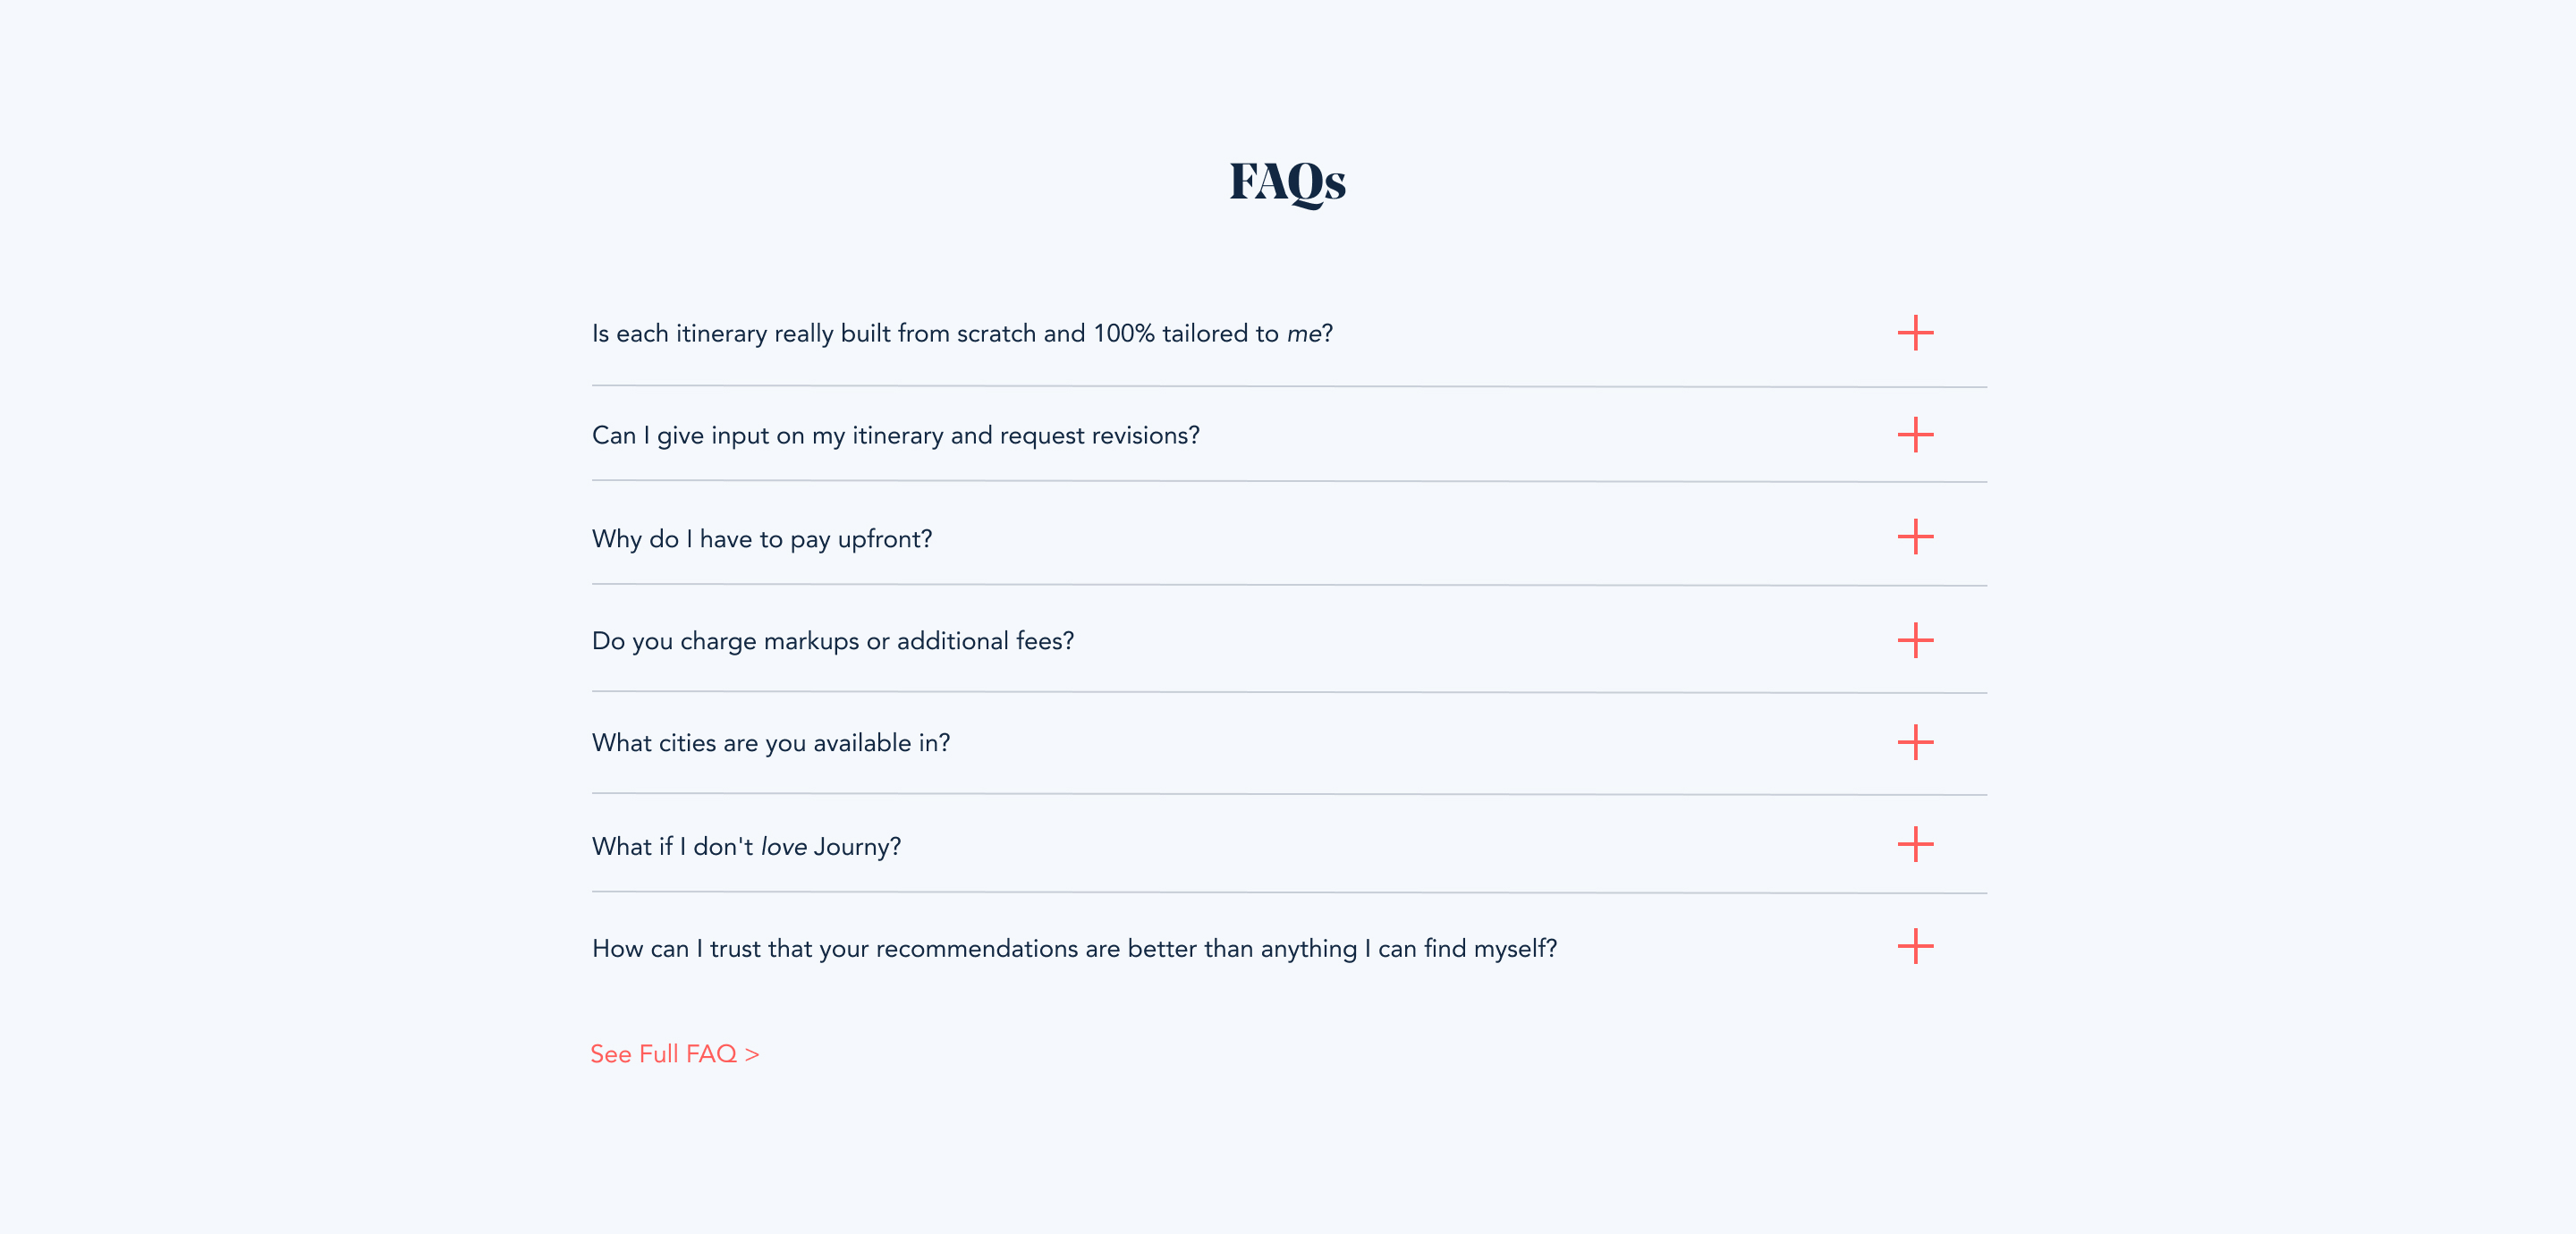 FAQs
Is each itinerary really built from scratch and 100% tailored to me?
Can I give input on my itinerary and request revisions?
Why do I have to pay upfront?
Do you charge markups or additional fees?
What cities are you available in?
What if I don't love Journy?
How can I trust that your recommendations are better than anything I can find myself?
See Full FAQ >